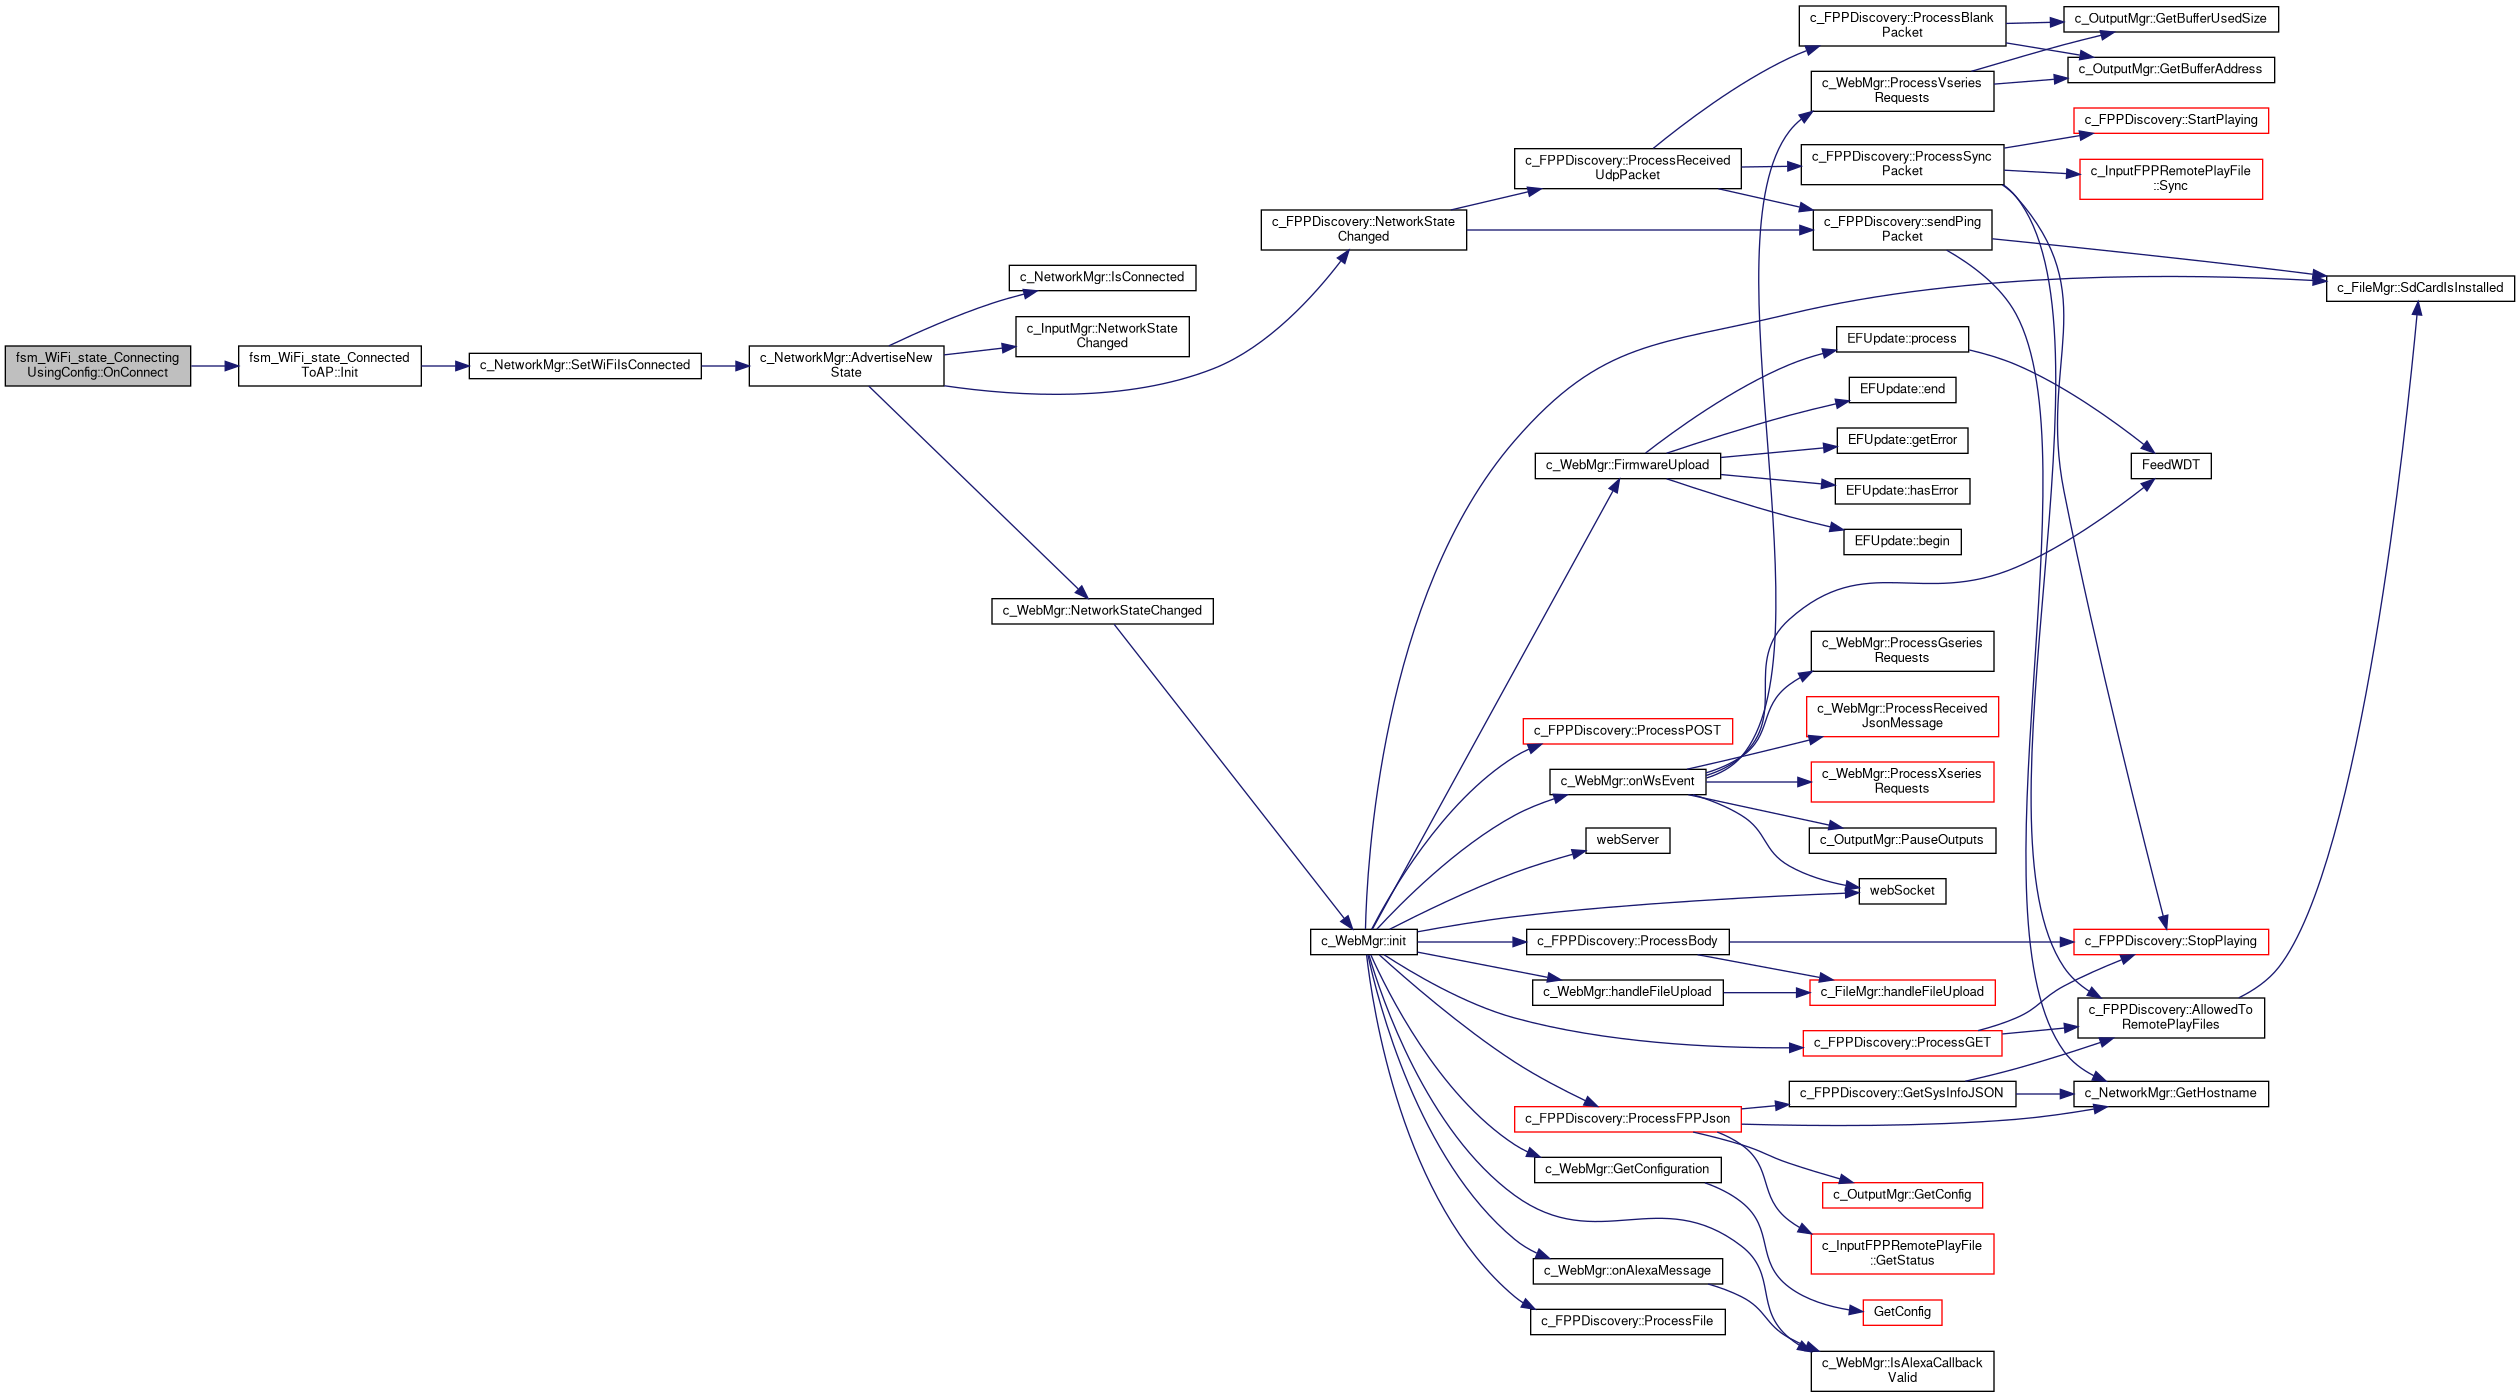 fsm_WiFi_state_Connecting
UsingConfig::OnConnect
fsm_WiFi_state_Connected
ToAP::Init
c_NetworkMgr::SetWiFiIsConnected
c_NetworkMgr::AdvertiseNew
State
c_NetworkMgr::IsConnected
c_InputMgr::NetworkState
Changed
c_FPPDiscovery::NetworkState
Changed
c_WebMgr::NetworkStateChanged
c_FPPDiscovery::ProcessReceived
UdpPacket
c_FPPDiscovery::ProcessBlank
Packet
c_OutputMgr::GetBufferUsedSize
c_OutputMgr::GetBufferAddress
c_WebMgr::ProcessVseries
Requests
c_FPPDiscovery::ProcessSync
Packet
c_FPPDiscovery::StartPlaying
c_InputFPPRemotePlayFile
::Sync
c_FPPDiscovery::sendPing
Packet
c_FileMgr::SdCardIsInstalled
EFUpdate::process
EFUpdate::end
EFUpdate::getError
EFUpdate::hasError
EFUpdate::begin
c_WebMgr::FirmwareUpload
FeedWDT
c_WebMgr::ProcessGseries
Requests
c_WebMgr::ProcessReceived
JsonMessage
c_WebMgr::ProcessXseries
Requests
c_OutputMgr::PauseOutputs
webSocket
c_FPPDiscovery::ProcessPOST
c_WebMgr::onWsEvent
webServer
c_WebMgr::init
c_FPPDiscovery::ProcessBody
c_FPPDiscovery::StopPlaying
c_WebMgr::handleFileUpload
c_FileMgr::handleFileUpload
c_FPPDiscovery::AllowedTo
RemotePlayFiles
c_FPPDiscovery::ProcessGET
c_FPPDiscovery::GetSysInfoJSON
c_NetworkMgr::GetHostname
c_FPPDiscovery::ProcessFPPJson
c_WebMgr::GetConfiguration
c_OutputMgr::GetConfig
c_InputFPPRemotePlayFile
::GetStatus
c_WebMgr::onAlexaMessage
GetConfig
c_FPPDiscovery::ProcessFile
c_WebMgr::IsAlexaCallback
Valid